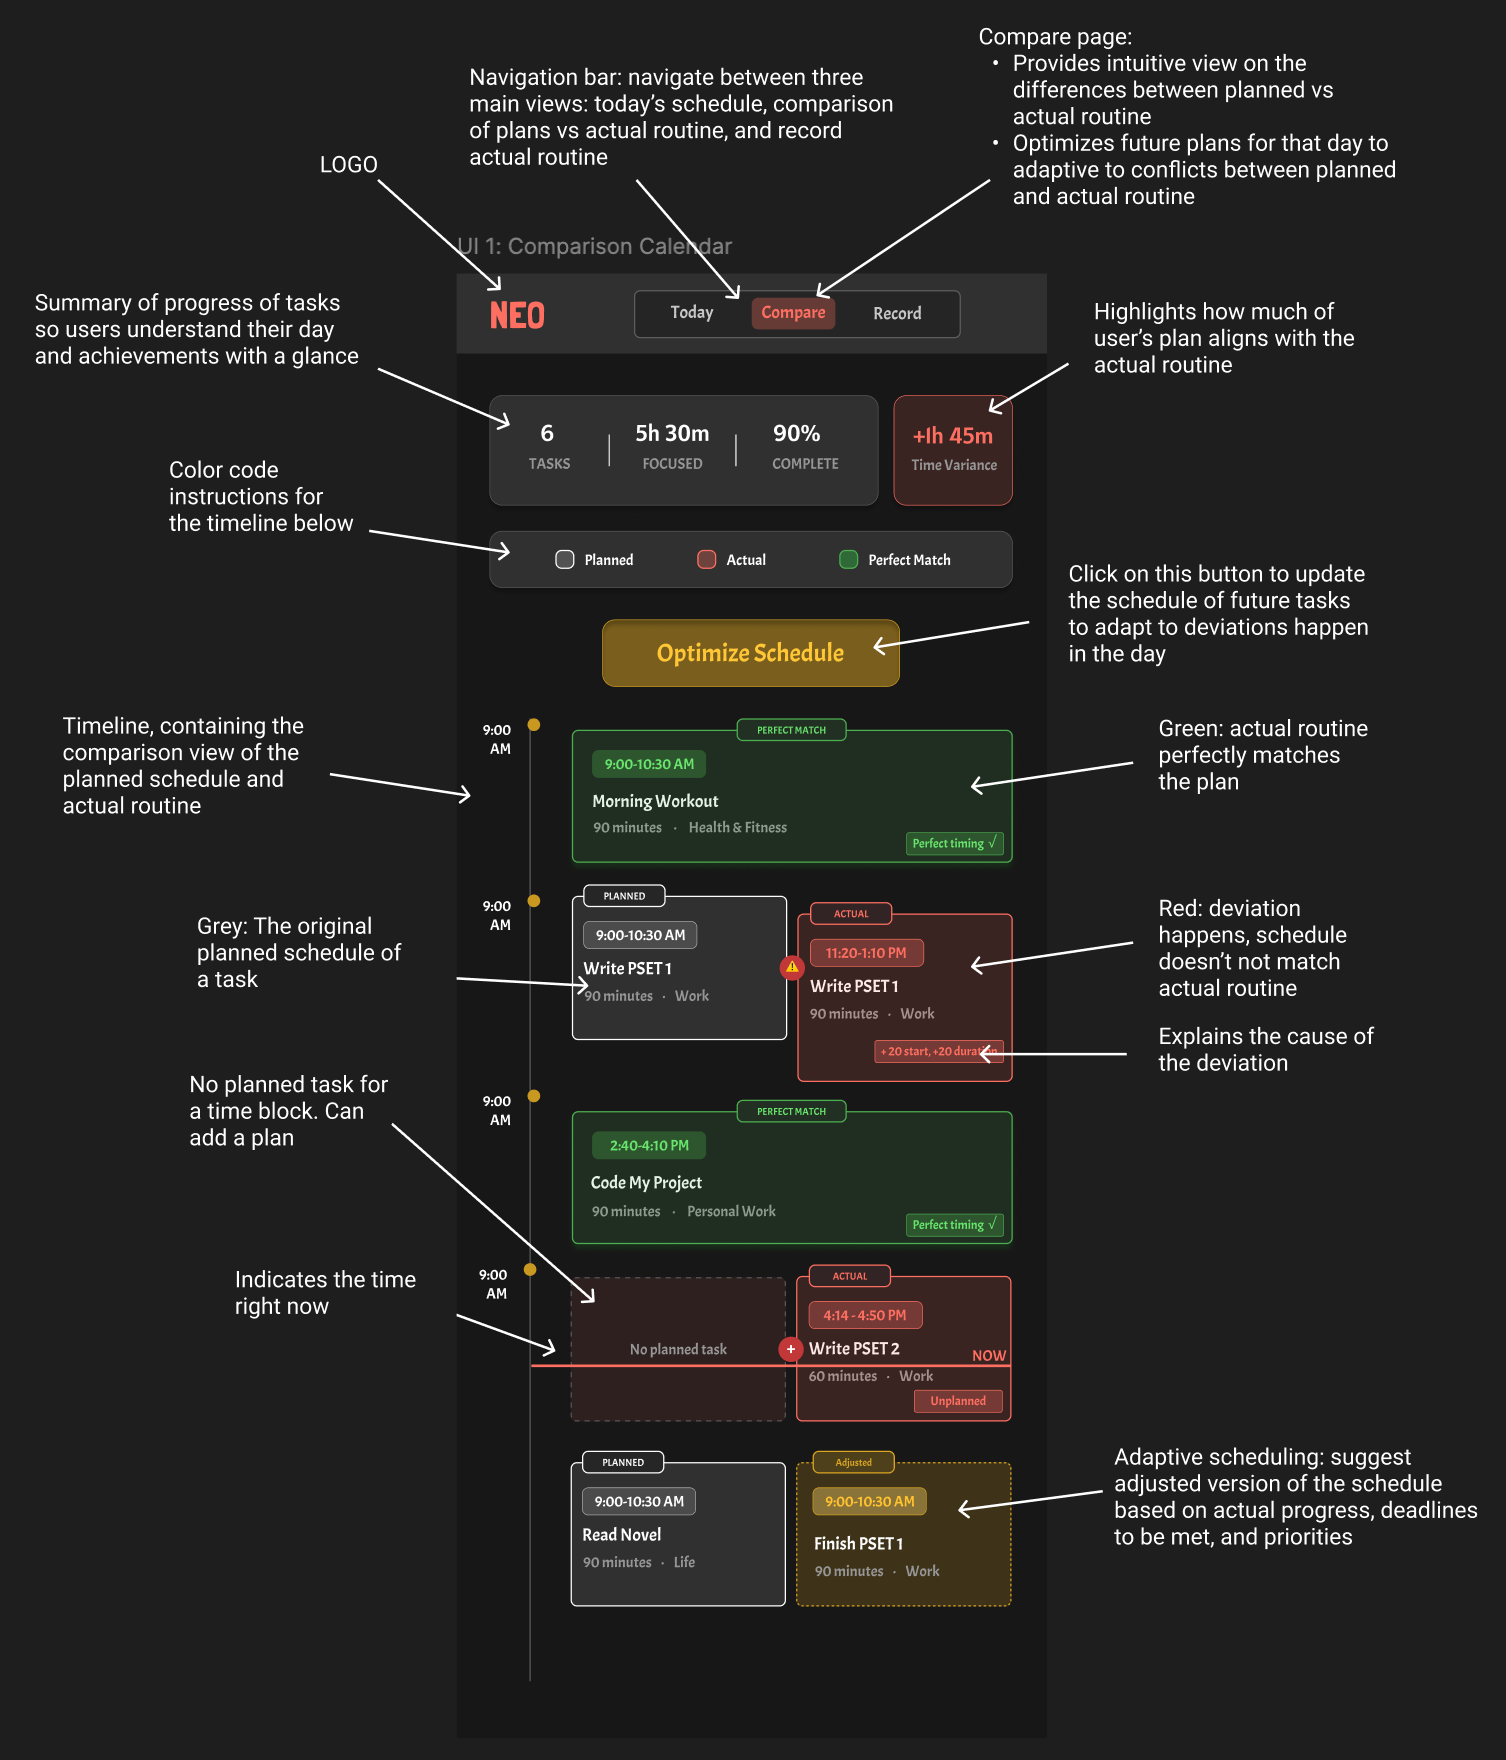 Compare page:
• Provides intuitive view on the
differences between planned vs
actual routine
• Optimizes future plans for that day to
adaptive to conflicts between planned
and actual routine
Navigation bar: navigate between three
main views: today's schedule, comparison
of plans vs actual routine, and record
actual routine
LOGO
UI 1: Comparison Calendar
NEO
Today
Compare
Record
Summary of progress of tasks
so users understand their day
and achievements with a glance
Highlights how much of
user's plan aligns with the
actual routine
6
TASKS
5h 30m
FOCUSED
90%
COMPLETE
+1h 45m
Time Variance
Color code
instructions for
the timeline below
Planned
Actual
Perfect Match
Click on this button to update
the schedule of future tasks
to adapt to deviations happen
in the day
Optimize Schedule
Timeline, containing the
comparison view of the
planned schedule and
actual routine
9:00
AM
PERFECT MATCH
9:00-10:30 AM
Morning Workout
90 minutes · Health & Fitness
Perfect timing √
Green: actual routine
perfectly matches
the plan
Grey: The original
planned schedule of
a task
9:00
AM
PLANNED
9:00-10:30 AM
Write PSET 1
90 minutes · Work
ACTUAL
11:20-1:10 PM
Write PSET 1
90 minutes · Work
+ 20 start, +20 duration
Red: deviation
happens, schedule
doesn't not match
actual routine
Explains the cause of
the deviation
No planned task for
a time block. Can
add a plan
9:00
AM
PERFECT MATCH
2:40-4:10 PM
Code My Project
90 minutes · Personal Work
Perfect timing √
Indicates the time
right now
9:00
AM
No planned task
ACTUAL
4:14 - 4:50 PM
+
Write PSET 2
NOW
60 minutes · Work
Unplanned
PLANNED
9:00-10:30 AM
Read Novel
90 minutes · Life
Adjusted
9:00-10:30 AM
Finish PSET 1
90 minutes · Work
Adaptive scheduling: suggest
adjusted version of the schedule
based on actual progress, deadlines
to be met, and priorities